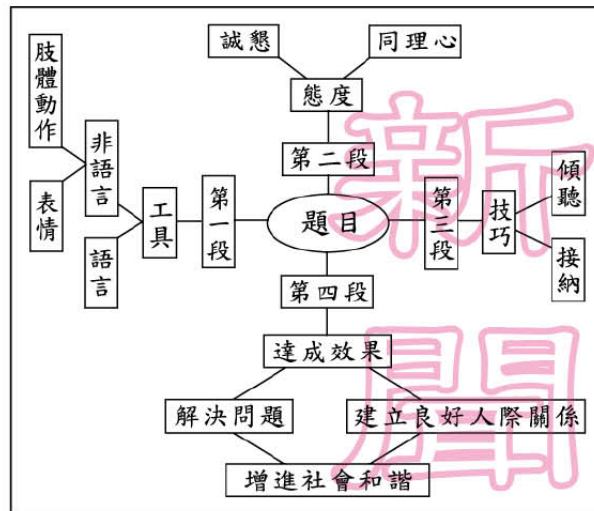 誠懇
同理心
態度
第二段
肢體動作
表情
非語言
語言
工具
第一段
題目
第三段
技巧
傾聽
接納
第四段
達成效果
解決問題
建立良好人際關係
增進社會和諧
新聞